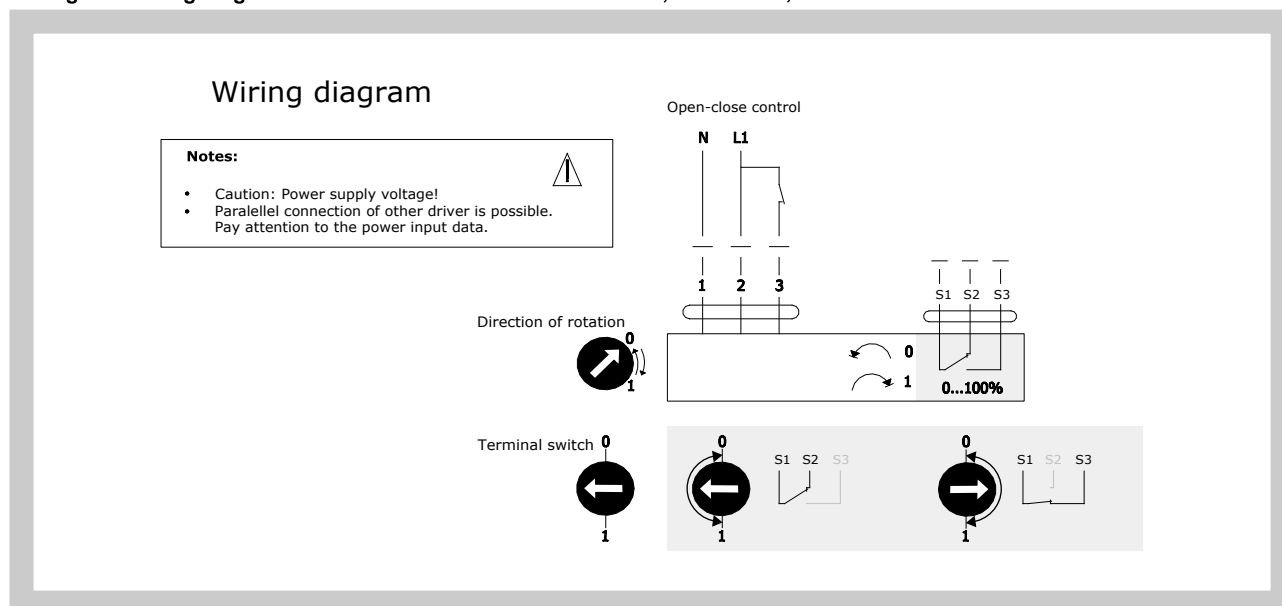 Wiring diagram
Open-close control
N L1
Notes:
• Caution: Power supply voltage!
• Paralellel connection of other driver is possible.
Pay attention to the power input data.
1 2 3
S1 S2 S3
Direction of rotation
0
1
0
1
0...100%
Terminal switch
0
1
0
1
S1 S2 S3
0
1
S1 S2 S3